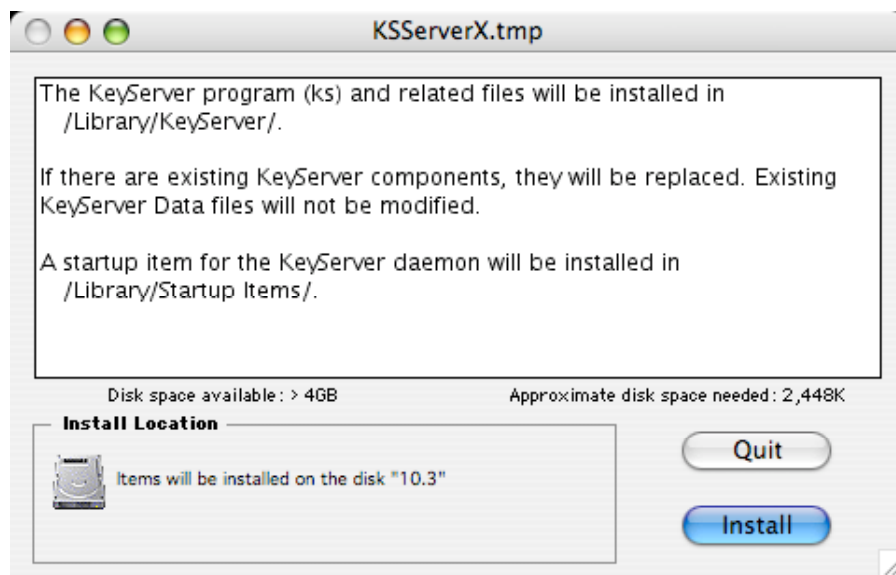 KSServerX.tmp
The KeyServer program (ks) and related files will be installed in
/Library/KeyServer/.
If there are existing KeyServer components, they will be replaced. Existing
KeyServer Data files will not be modified.
A startup item for the KeyServer daemon will be installed in
/Library/Startup Items/.
Disk space available: > 4GB Approximate disk space needed: 2,448K
Install Location
Items will be installed on the disk "10.3"
Quit
Install